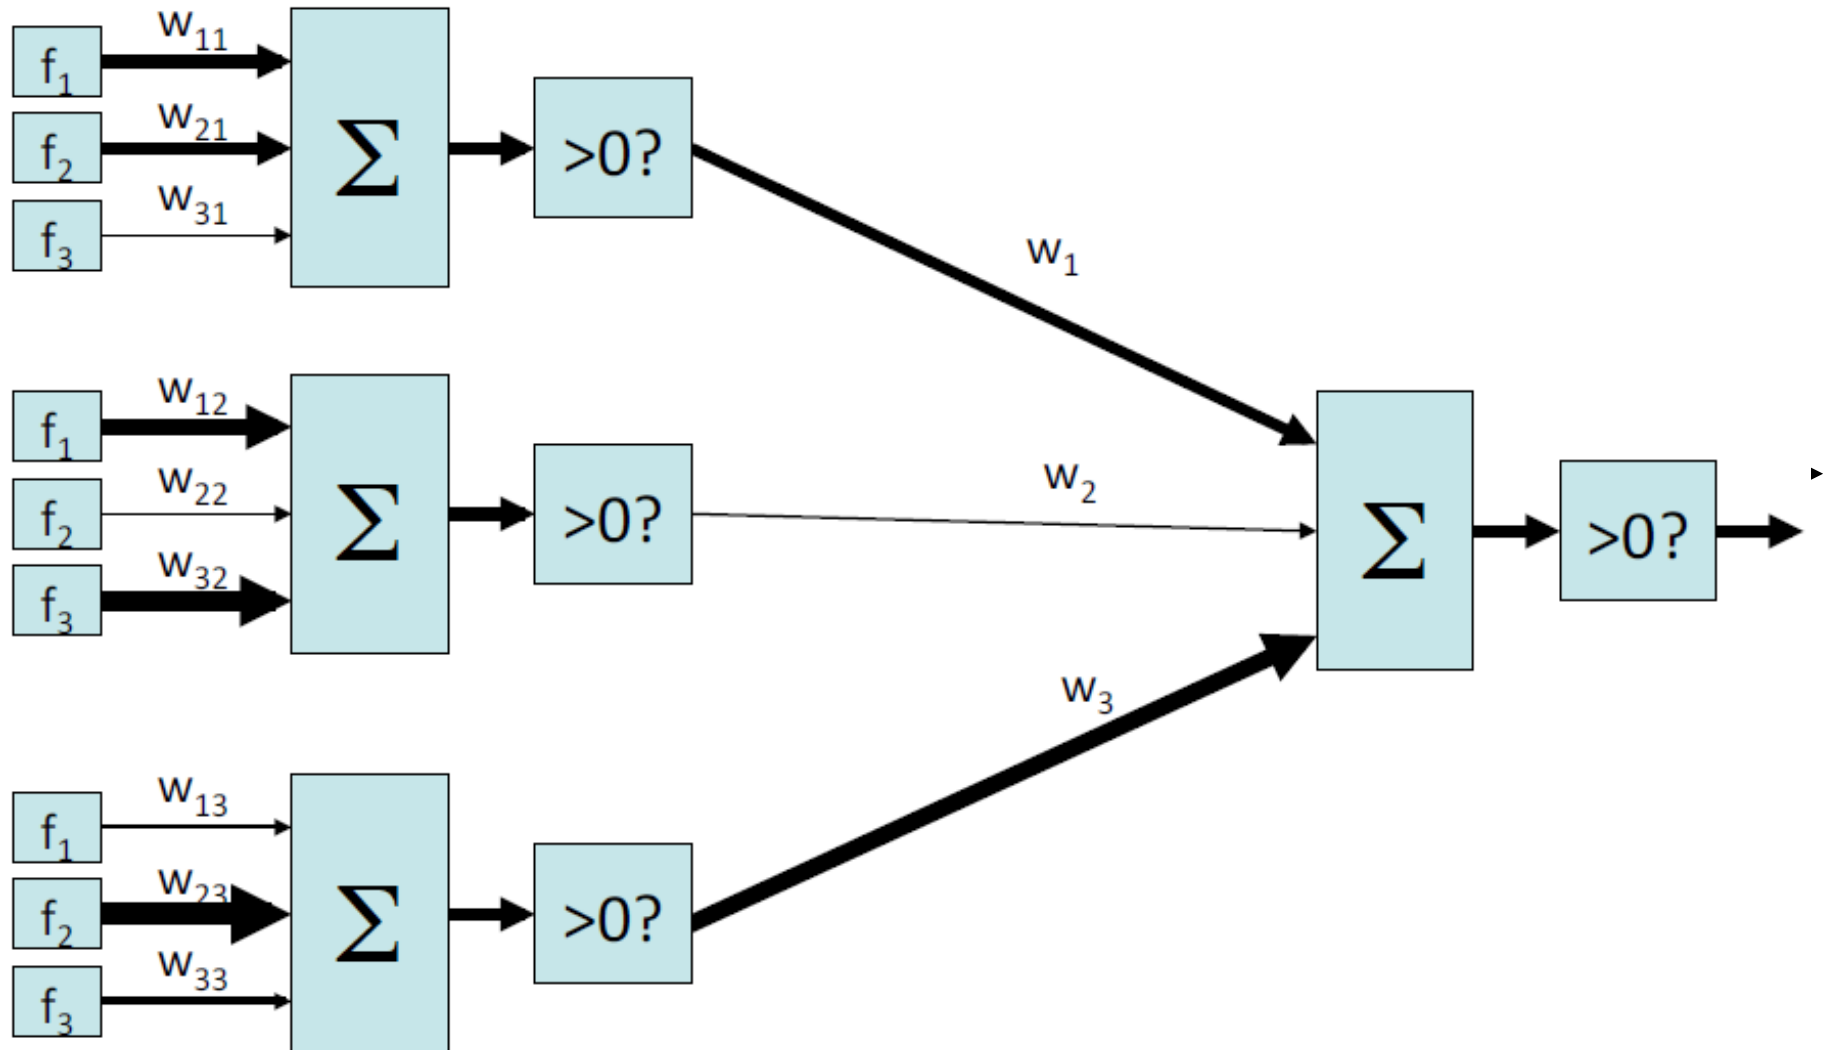 w₁₁
f₁
w₂₁
f₂
w₃₁
f₃
Σ
>0?
w₁
w₁₂
f₁
w₂₂
f₂
w₃₂
f₃
Σ
>0?
w₂
Σ
>0?
w₁₃
f₁
w₂₃
f₂
w₃₃
f₃
Σ
>0?
w₃